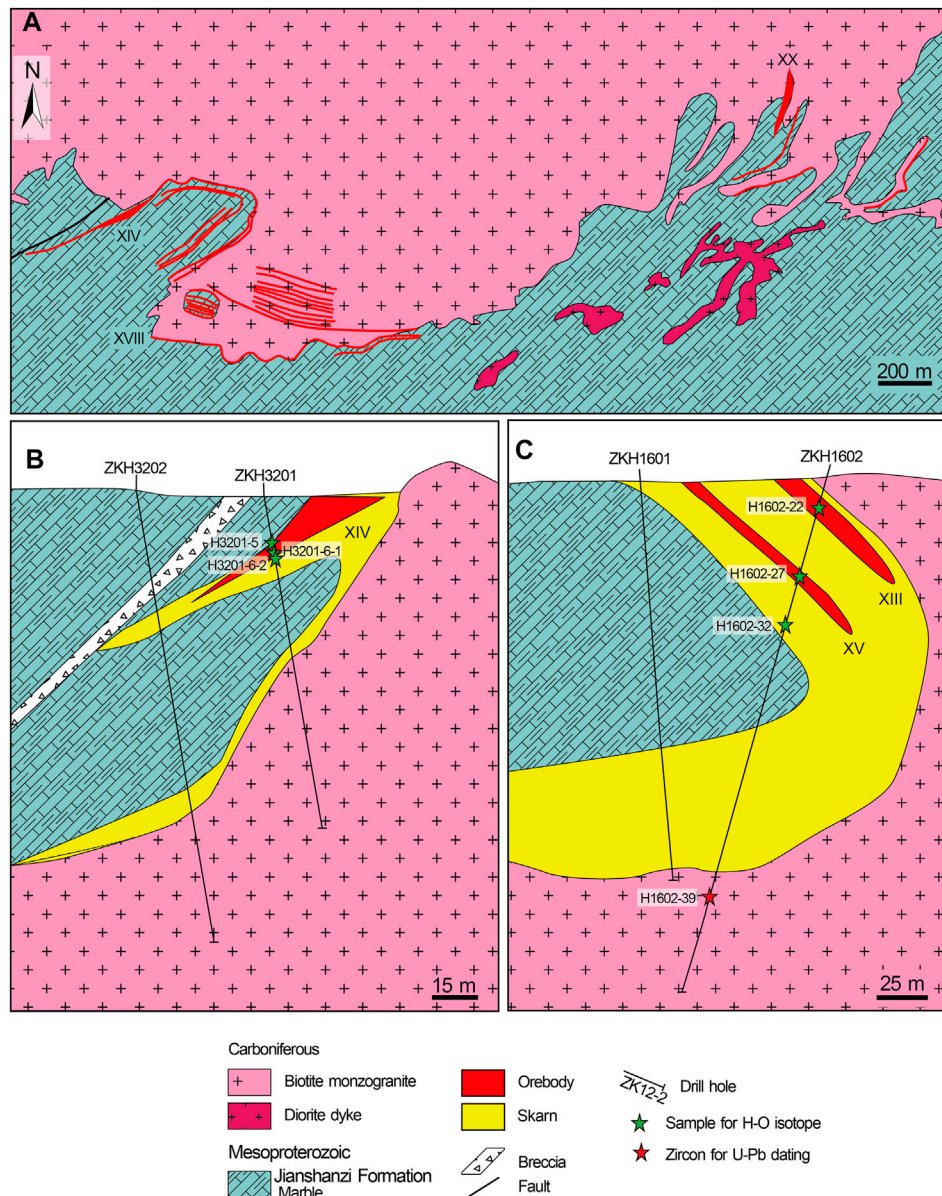 A
N
XX
XIV
XVIII
200 m
B
ZKH3202
ZKH3201
XIV
H3201-5
H3201-6-1
H3201-6-2
15 m
C
ZKH1601
ZKH1602
H1602-22
H1602-27
XIII
H1602-32
XV
H1602-39
25 m
Carboniferous
Biotite monzogranite
Diorite dyke
Mesoproterozoic
Jianshanzi Formation
Marble
Orebody
Skarn
Breccia
Fault
ZK12-2
Drill hole
Sample for H-O isotope
Zircon for U-Pb dating